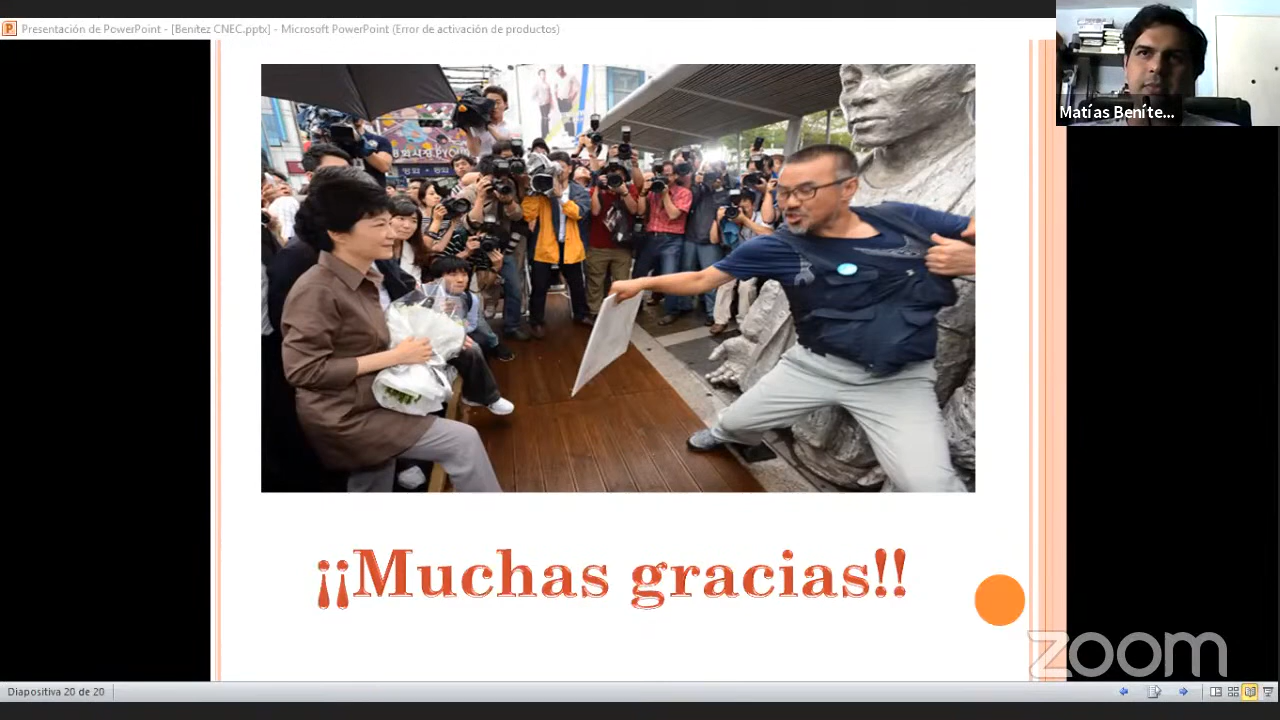 Presentación de PowerPoint - [Benítez CNEC.pptx] - Microsoft PowerPoint (Error de activación de productos)
Matías Beníte...
¡¡Muchas gracias!!
zoom
Diapositiva 20 de 20